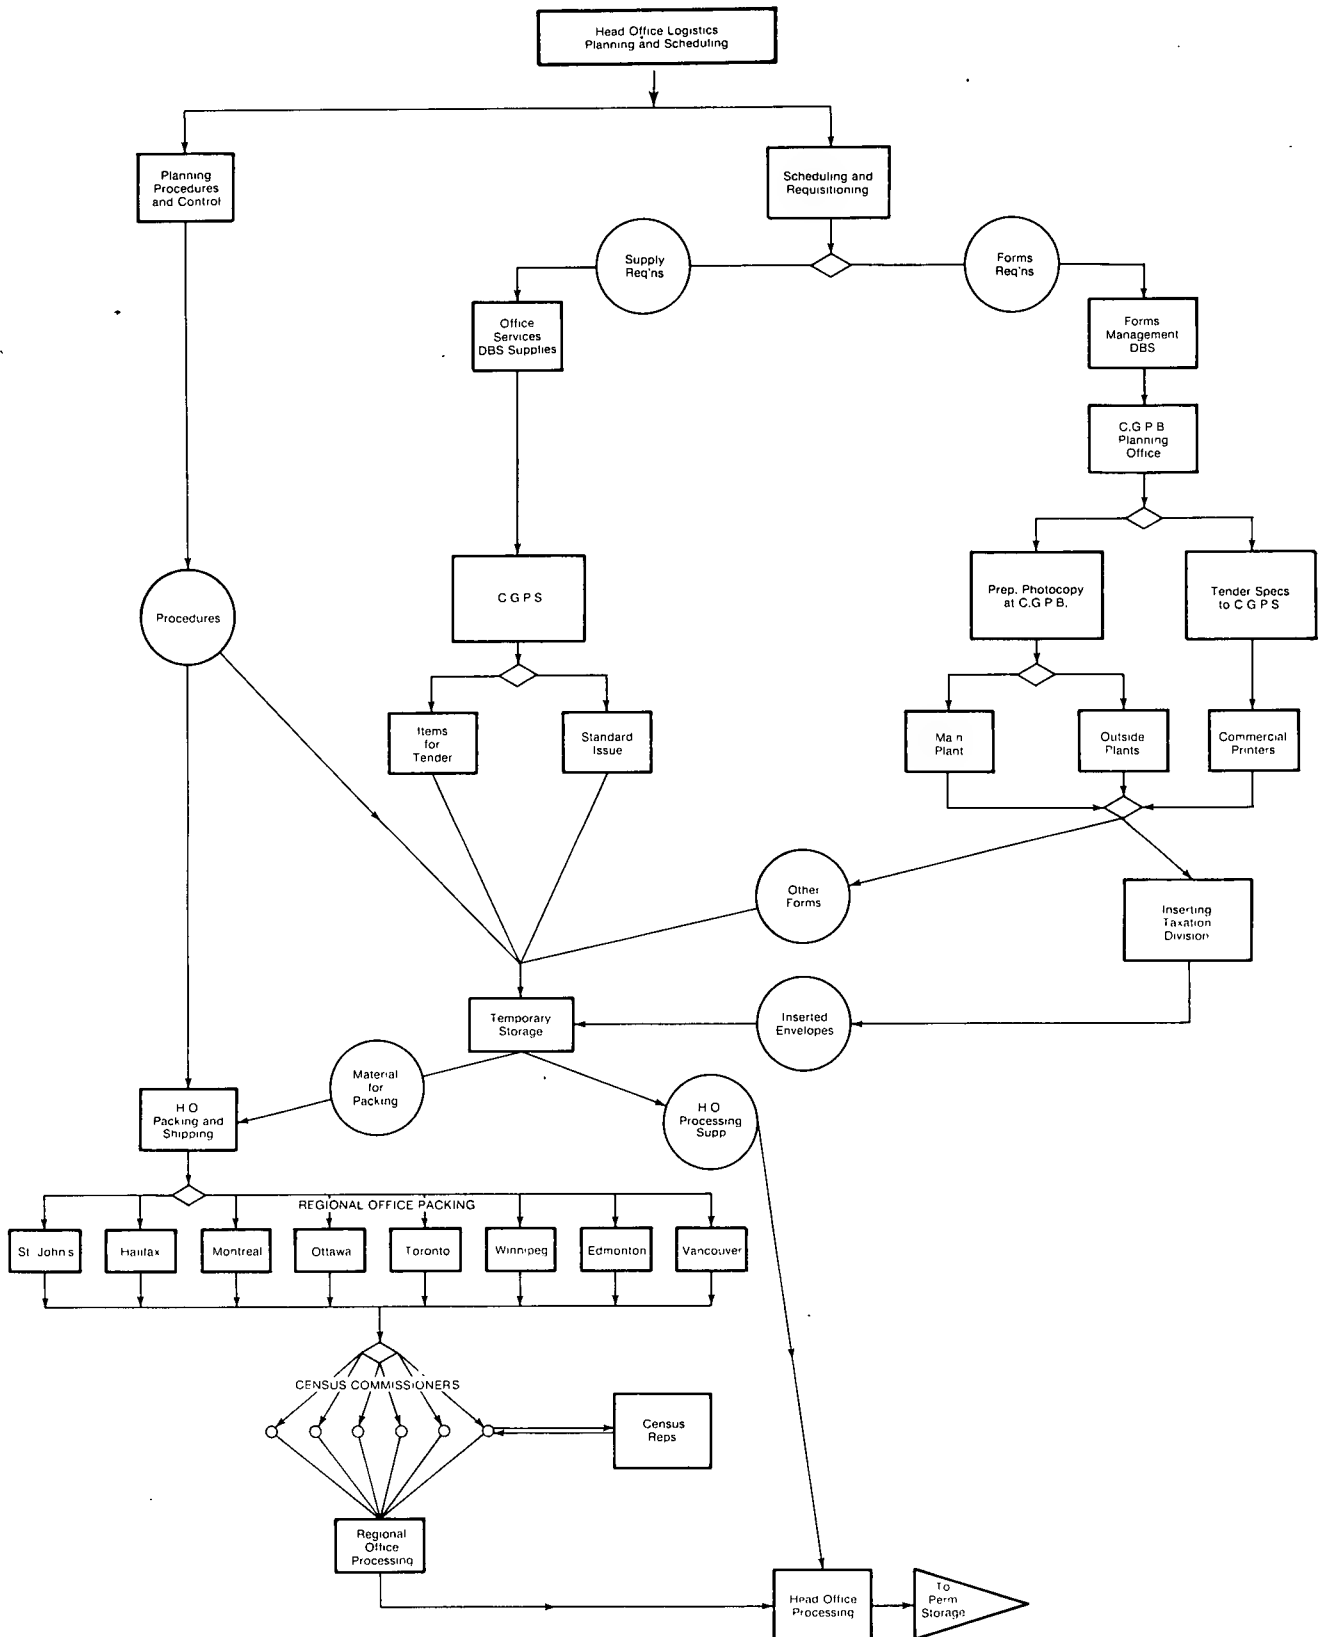 Head Office Logistics
Planning and Scheduling
Planning
Procedures
and Control
Scheduling and
Requisitioning
Supply
Req'ns
Forms
Req'ns
Office
Services
DBS Supplies
Forms
Management
DBS
C.G P B
Planning
Office
C G P S
Prep. Photocopy
at C.G.P B.
Tender Specs
to C G P S
Procedures
Items
for
Tender
Standard
Issue
Main
Plant
Outside
Plants
Commercial
Printers
Other
Forms
Inserting
Taxation
Division
Temporary
Storage
Inserted
Envelopes
Material
for
Packing
H O
Packing and
Shipping
H O
Processing
Supp
REGIONAL OFFICE PACKING
St John's
Halifax
Montreal
Ottawa
Toronto
Winnipeg
Edmonton
Vancouver
CENSUS COMMISSIONERS
Census
Reps
Regional
Office
Processing
Head Office
Processing
To
Perm
Storage